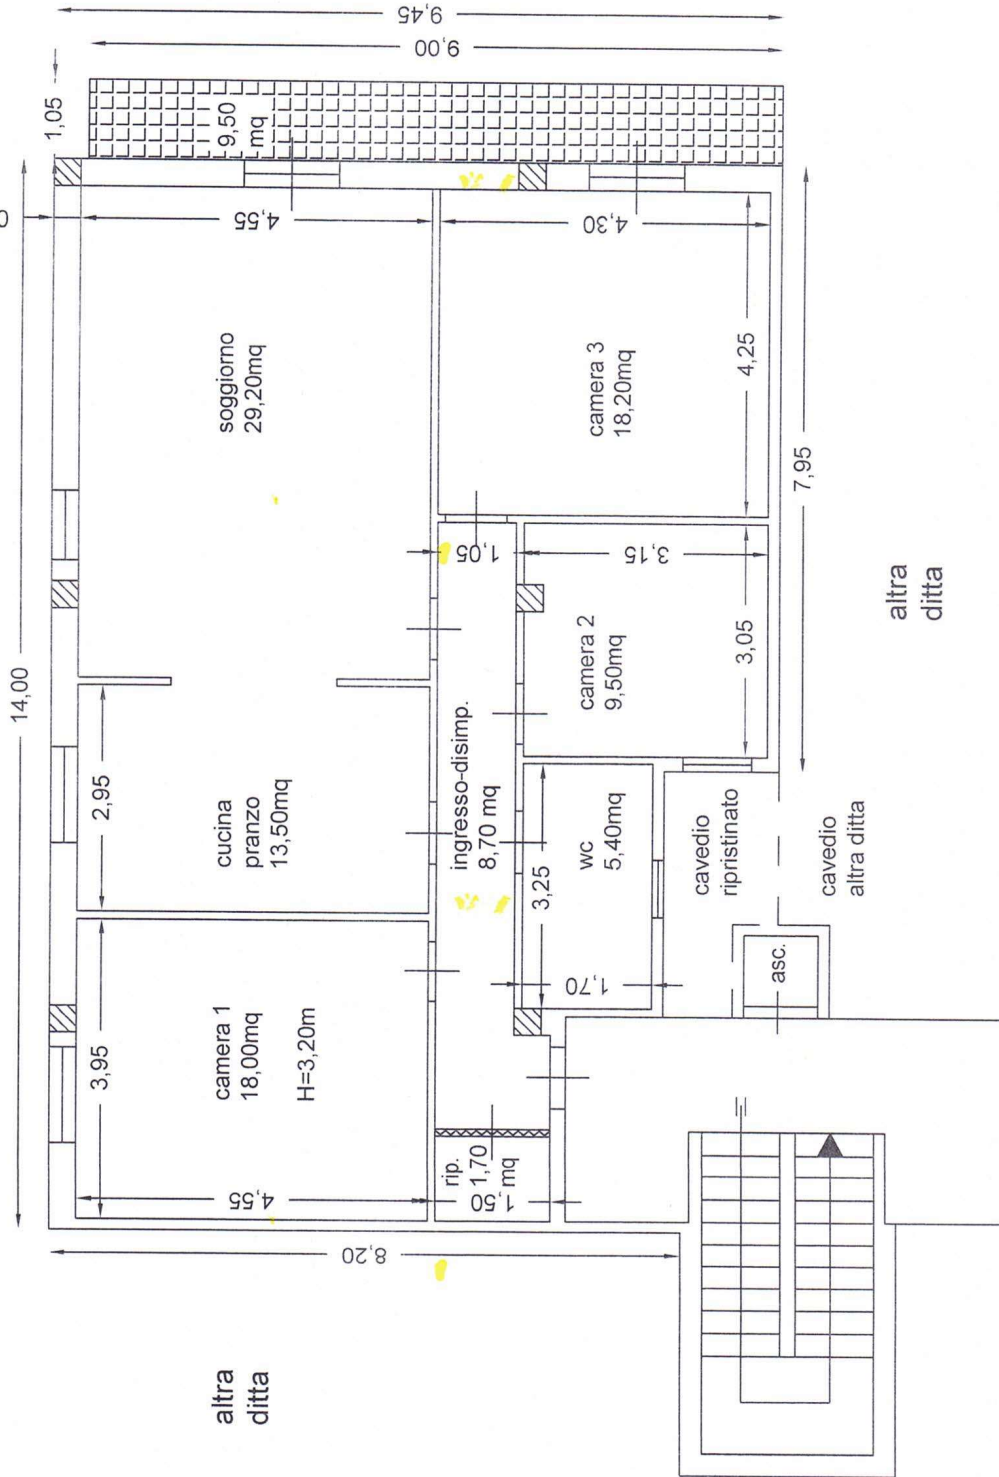 9,45
9,00
1,05
9,50
mq
0
14,00
4,55
soggiorno
29,20mq
4,30
camera 3
18,20mq
4,25
7,95
1,05
3,15
camera 2
9,50mq
3,05
altra
ditta
2,95
cucina
pranzo
13,50mq
ingresso-disimp.
8,70 mq
3,25
wc
5,40mq
1,70
cavedio
ripristinato
cavedio
altra ditta
asc.
3,95
camera 1
18,00mq
H=3,20m
4,55
rip.
1,70
mq
1,50
8,20
altra
ditta